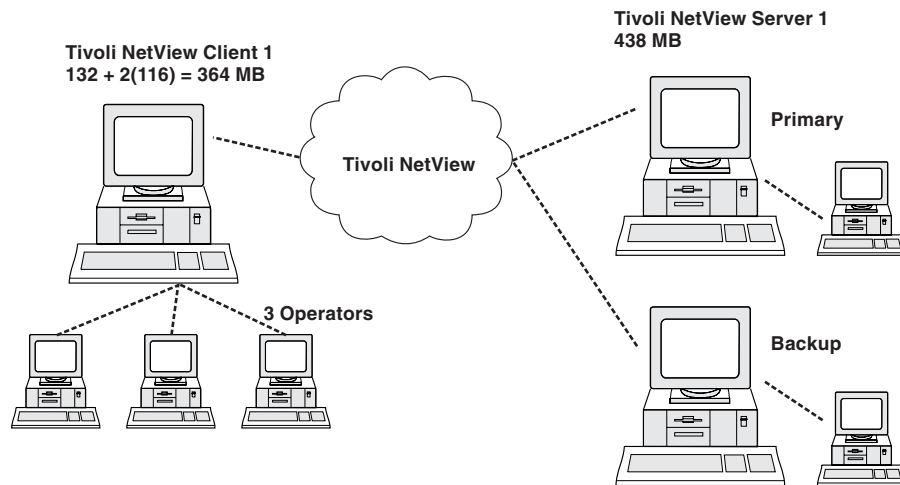 Tivoli NetView Server 1
438 MB
Tivoli NetView Client 1
132 + 2(116) = 364 MB
Primary
Tivoli NetView
3 Operators
Backup